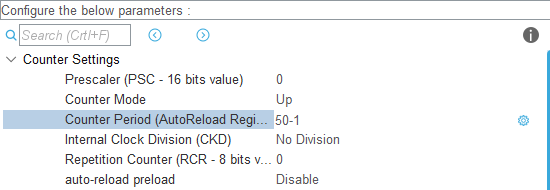 Configure the below parameters :
Search (Crtl+F)
Counter Settings
Prescaler (PSC - 16 bits value) 0
Counter Mode Up
Counter Period (AutoReload Regi... 50-1
Internal Clock Division (CKD) No Division
Repetition Counter (RCR - 8 bits v... 0
auto-reload preload Disable